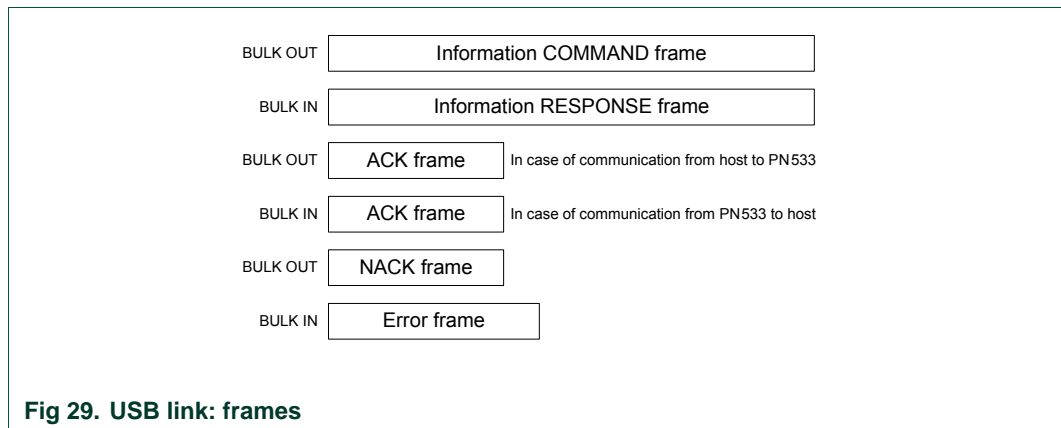 BULK OUT Information COMMAND frame
BULK IN Information RESPONSE frame
BULK OUT ACK frame In case of communication from host to PN533
BULK IN ACK frame In case of communication from PN533 to host
BULK OUT NACK frame
BULK IN Error frame
Fig 29. USB link: frames